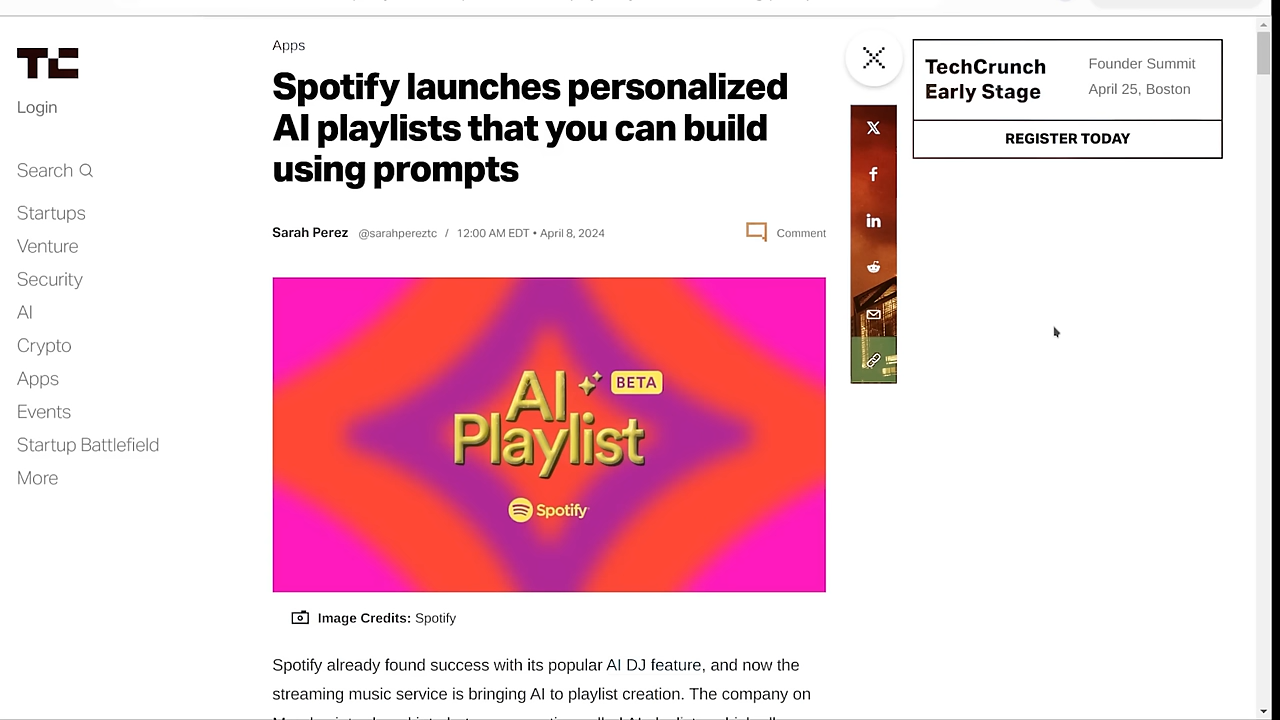 TC
Login
Search
Startups
Venture
Security
AI
Crypto
Apps
Events
Startup Battlefield
More
Apps
Spotify launches personalized
AI playlists that you can build
using prompts
Sarah Perez @sarahpereztc / 12:00 AM EDT • April 8, 2024
Comment
AI BETA
Playlist
Spotify
Image Credits: Spotify
Spotify already found success with its popular AI DJ feature, and now the
streaming music service is bringing AI to playlist creation. The company on
TechCrunch
Early Stage
Founder Summit
April 25, Boston
REGISTER TODAY